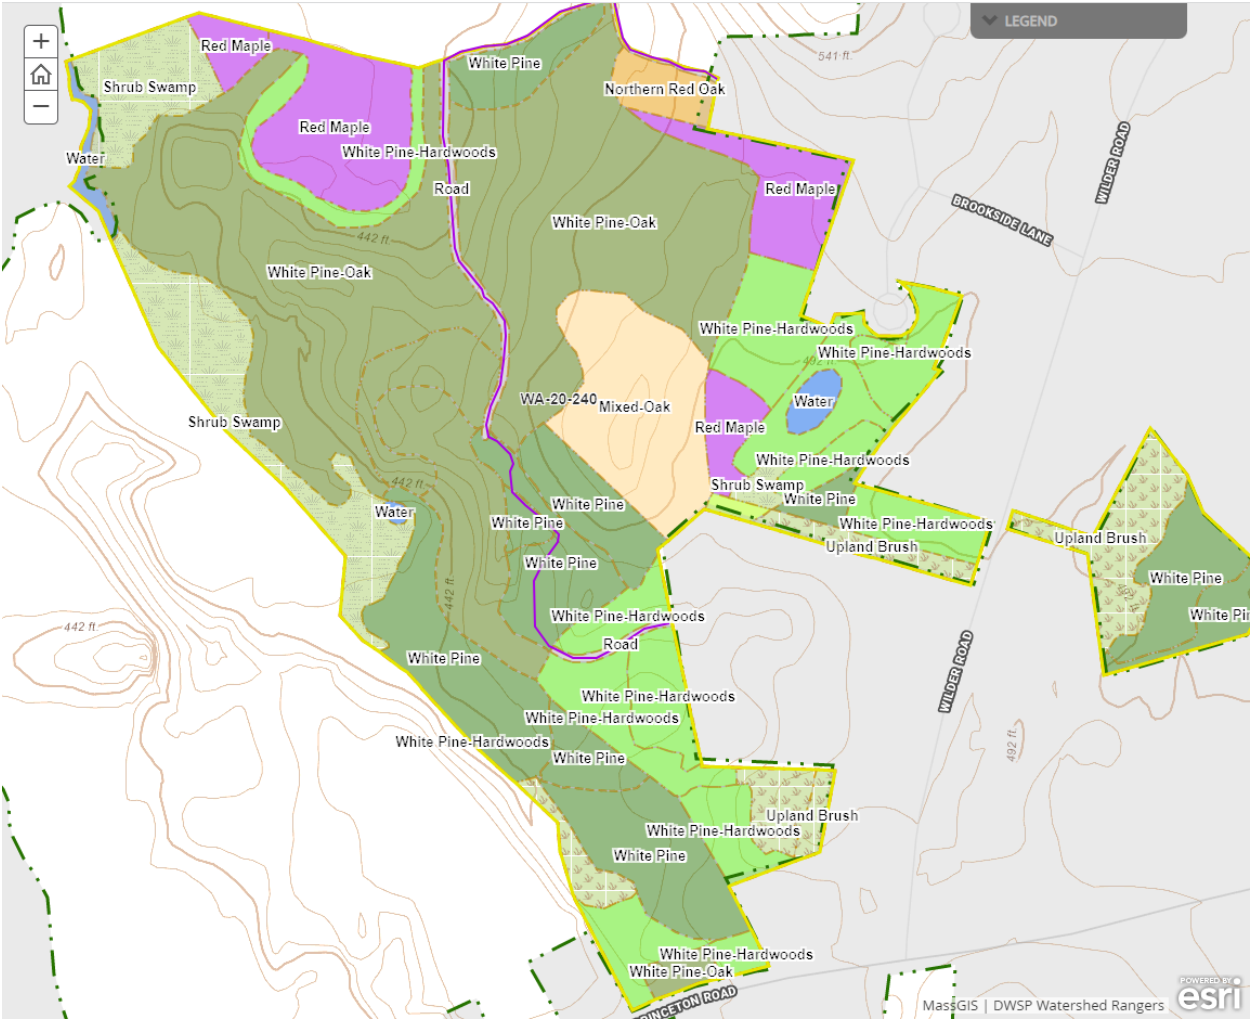 LEGEND
+
−
Red Maple
541 ft.
White Pine
Shrub Swamp
Northern Red Oak
Red Maple
White Pine-Hardwoods
Water
WILDER ROAD
Road
Red Maple
BROOKSIDE LANE
White Pine-Oak
442 ft.
White Pine-Oak
White Pine-Hardwoods
White Pine-Hardwoods
492 ft.
WA-20-240
Mixed-Oak
Water
Shrub Swamp
Red Maple
White Pine-Hardwoods
442 ft.
Shrub Swamp
White Pine
White Pine
Water
White Pine
White Pine-Hardwoods
Upland Brush
Upland Brush
White Pine
White Pine
442 ft.
White Pi
White Pine-Hardwoods
442 ft.
Road
White Pine
WILDER ROAD
White Pine-Hardwoods
White Pine-Hardwoods
White Pine-Hardwoods
492 ft.
White Pine
Upland Brush
White Pine-Hardwoods
White Pine
White Pine-Hardwoods
White Pine-Oak
RINCETON ROAD
MassGIS | DWSP Watershed Rangers
POWERED BY
esri